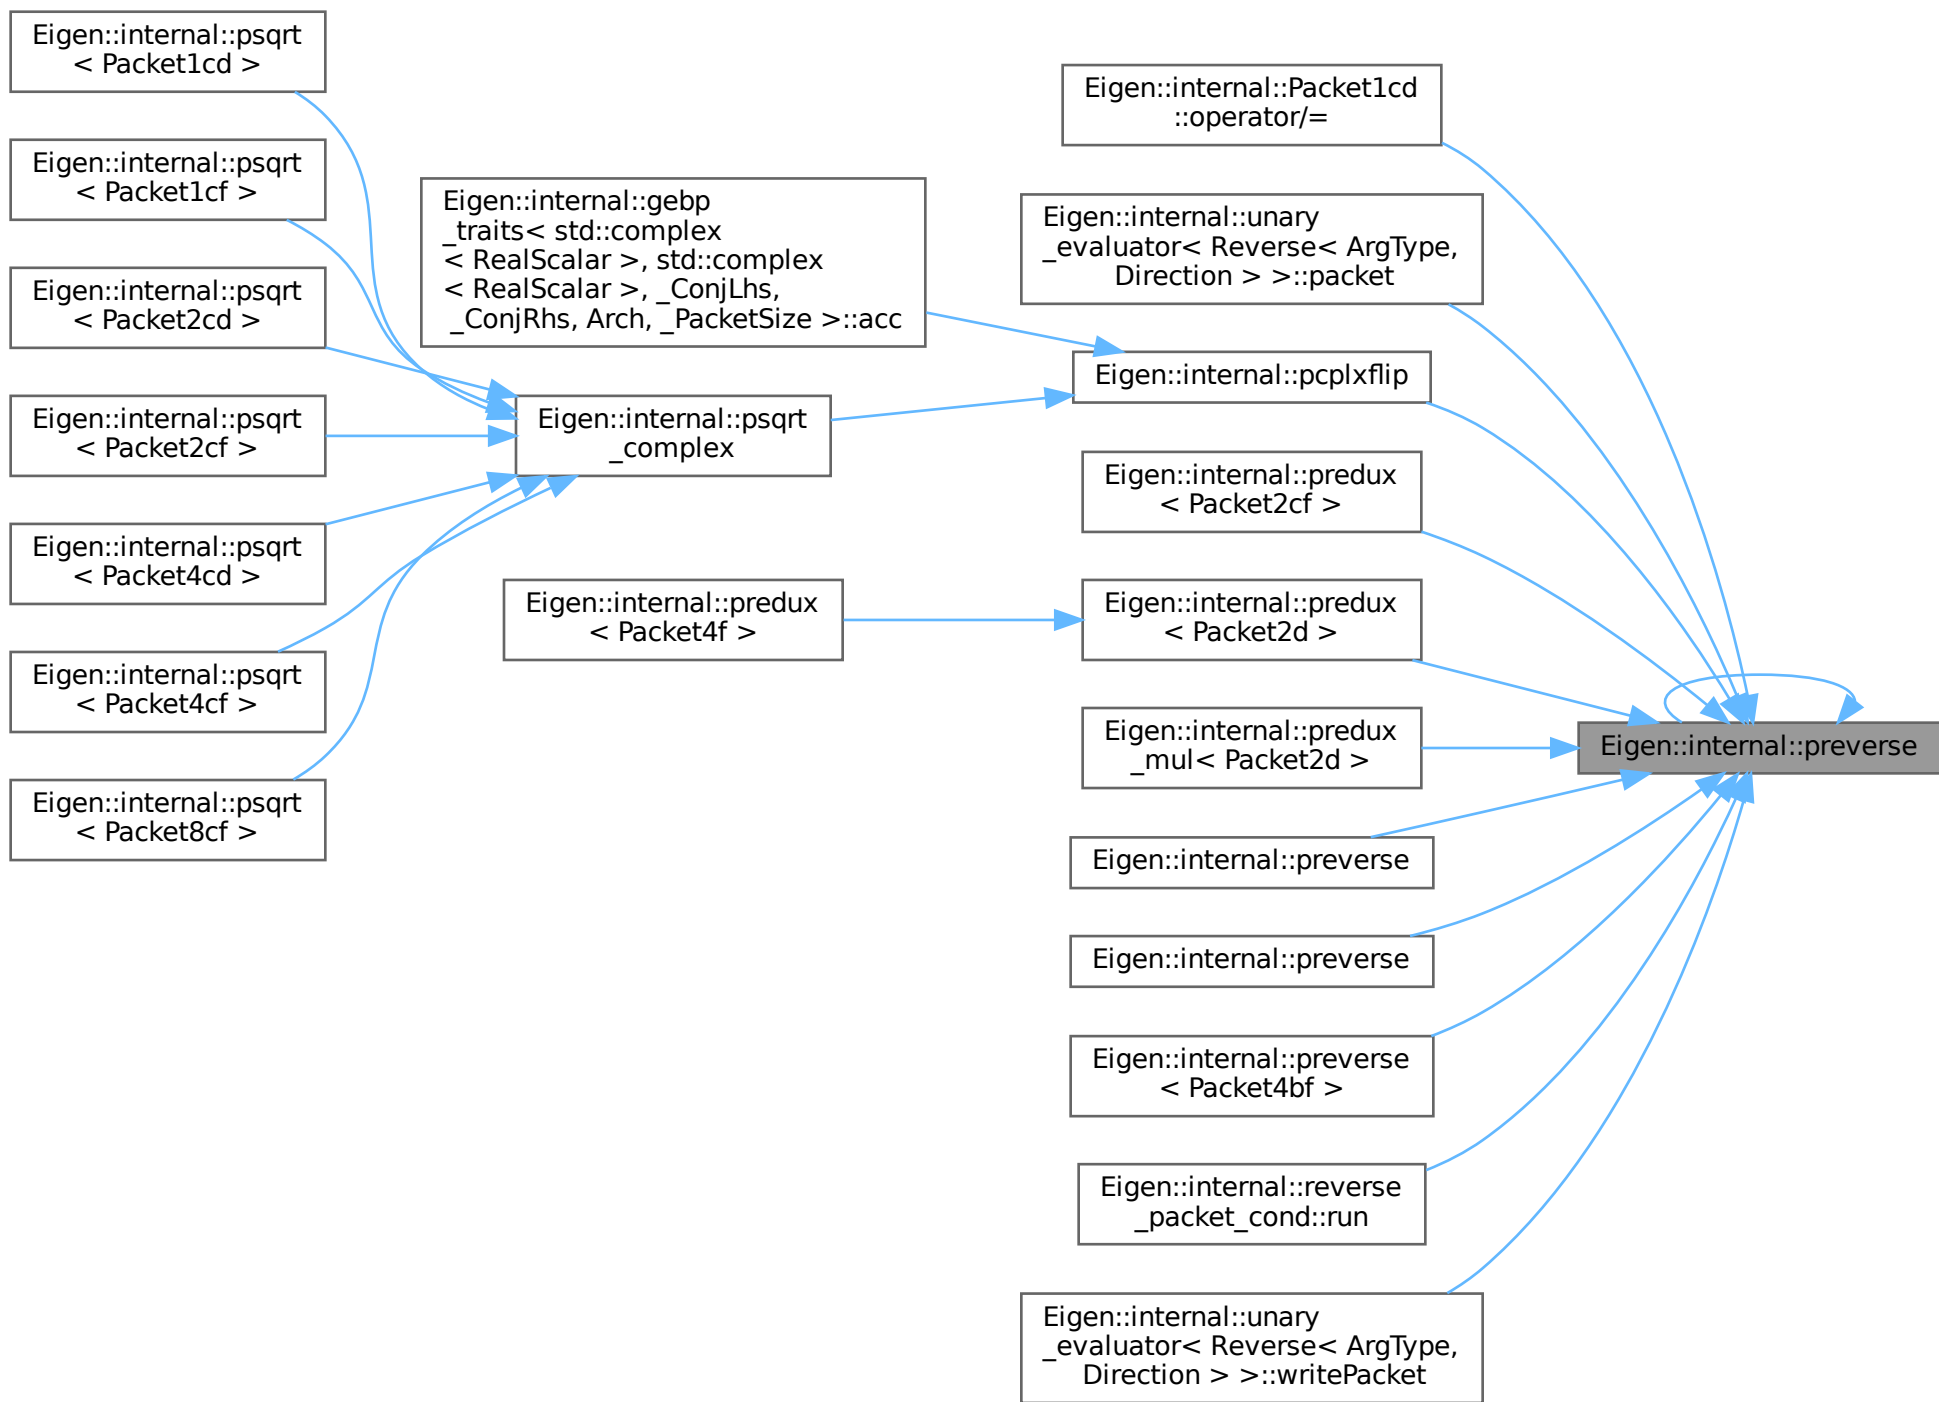 Eigen::internal::psqrt
< Packet1cd >
Eigen::internal::psqrt
< Packet1cf >
Eigen::internal::psqrt
< Packet2cd >
Eigen::internal::psqrt
< Packet2cf >
Eigen::internal::psqrt
< Packet4cd >
Eigen::internal::psqrt
< Packet4cf >
Eigen::internal::psqrt
< Packet8cf >
Eigen::internal::gebp
_traits< std::complex
< RealScalar >, std::complex
< RealScalar >, _ConjLhs,
_ConjRhs, Arch, _PacketSize >::acc
Eigen::internal::psqrt
_complex
Eigen::internal::predux
< Packet4f >
Eigen::internal::Packet1cd
::operator/=
Eigen::internal::unary
_evaluator< Reverse< ArgType,
Direction > >::packet
Eigen::internal::pcplxflip
Eigen::internal::predux
< Packet2cf >
Eigen::internal::predux
< Packet2d >
Eigen::internal::predux
_mul< Packet2d >
Eigen::internal::preverse
Eigen::internal::preverse
Eigen::internal::preverse
< Packet4bf >
Eigen::internal::reverse
_packet_cond::run
Eigen::internal::unary
_evaluator< Reverse< ArgType,
Direction > >::writePacket
Eigen::internal::preverse